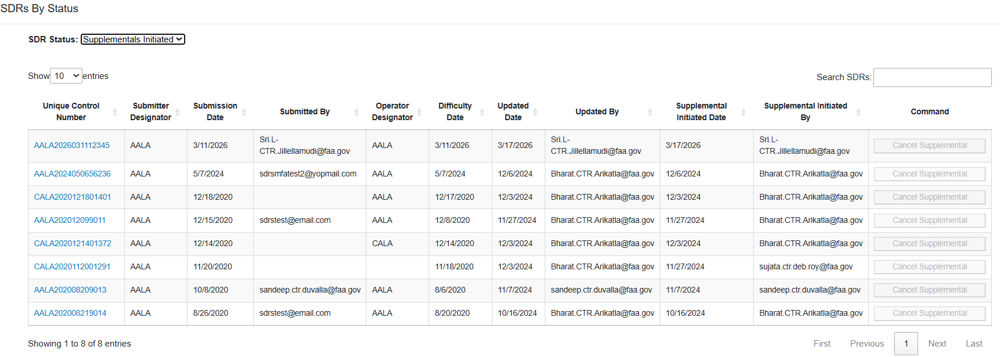 SDRs By Status
SDR Status: Supplementals Initiated
Show 10 entries
Search SDRs:
Unique Control Number Submitter Designator Submission Date Submitted By Operator Designator Difficulty Date Updated Date Updated By Supplemental Initiated Date Supplemental Initiated By Command
AALA2026031112345 AALA 3/11/2026 Sri.L-CTR.Jillellamudi@faa.gov AALA 3/11/2026 3/17/2026 Sri.L-CTR.Jillellamudi@faa.gov 3/17/2026 Sri.L-CTR.Jillellamudi@faa.gov Cancel Supplemental
AALA2024050656236 AALA 5/7/2024 sdrsmfatest2@yopmail.com AALA 5/7/2024 12/6/2024 Bharat.CTR.Arikatla@faa.gov 12/6/2024 Bharat.CTR.Arikatla@faa.gov Cancel Supplemental
CALA2020121801401 AALA 12/18/2020 AALA 12/17/2020 12/3/2024 Bharat.CTR.Arikatla@faa.gov 12/3/2024 Bharat.CTR.Arikatla@faa.gov Cancel Supplemental
AALA202012099011 AALA 12/15/2020 sdrstest@email.com AALA 12/8/2020 11/27/2024 Bharat.CTR.Arikatla@faa.gov 11/27/2024 Bharat.CTR.Arikatla@faa.gov Cancel Supplemental
CALA2020121401372 AALA 12/14/2020 CALA 12/14/2020 12/3/2024 Bharat.CTR.Arikatla@faa.gov 12/3/2024 Bharat.CTR.Arikatla@faa.gov Cancel Supplemental
CALA2020112001291 AALA 11/20/2020 11/18/2020 12/3/2024 Bharat.CTR.Arikatla@faa.gov 11/27/2024 sujata.ctr.deb.roy@faa.gov Cancel Supplemental
AALA202008209013 AALA 10/8/2020 sandeep.ctr.duvalla@faa.gov AALA 8/6/2020 11/7/2024 sandeep.ctr.duvalla@faa.gov 11/7/2024 sandeep.ctr.duvalla@faa.gov Cancel Supplemental
AALA202008219014 AALA 8/26/2020 sdrstest@email.com AALA 8/20/2020 10/16/2024 Bharat.CTR.Arikatla@faa.gov 10/16/2024 Bharat.CTR.Arikatla@faa.gov Cancel Supplemental
Showing 1 to 8 of 8 entries
First Previous 1 Next Last